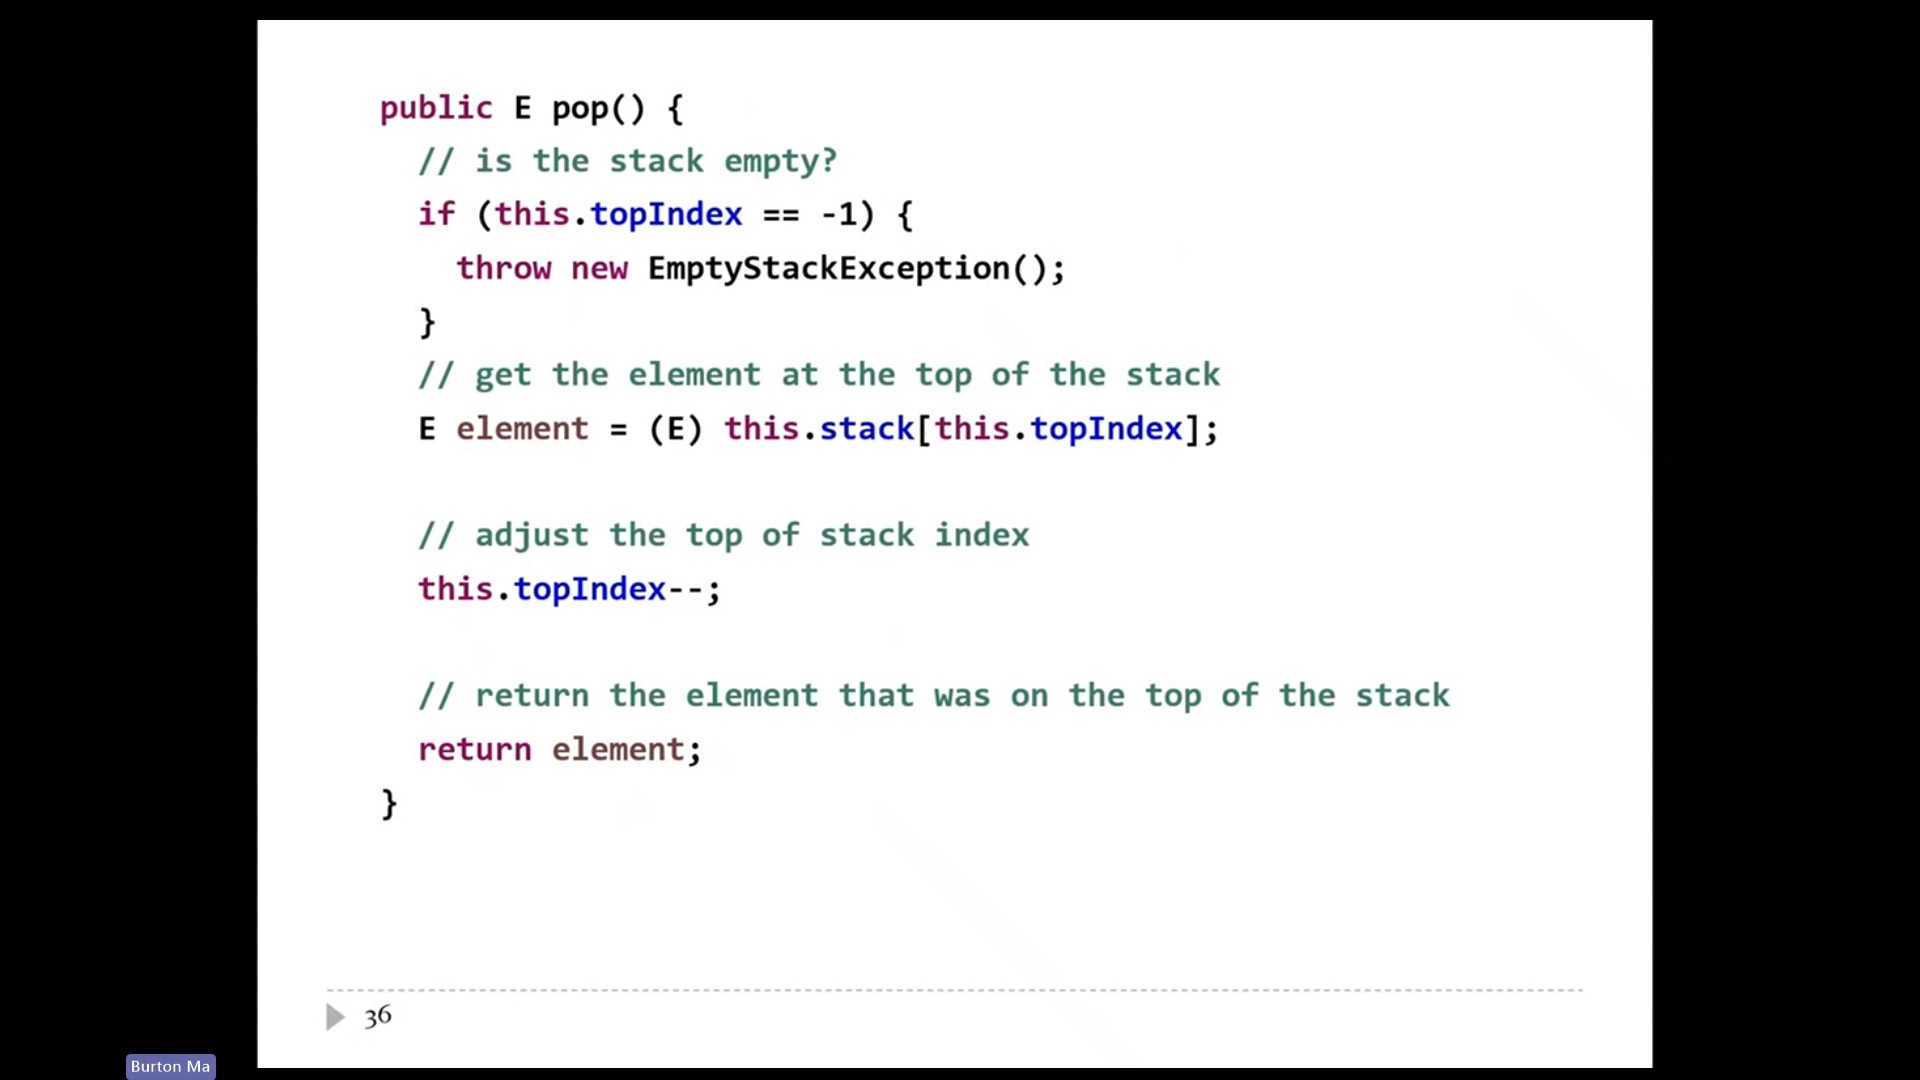 public E pop() {
// is the stack empty?
if (this.topIndex == -1) {
throw new EmptyStackException();
}
// get the element at the top of the stack
E element = (E) this.stack[this.topIndex];
// adjust the top of stack index
this.topIndex--;
// return the element that was on the top of the stack
return element;
}
36
Burton Ma